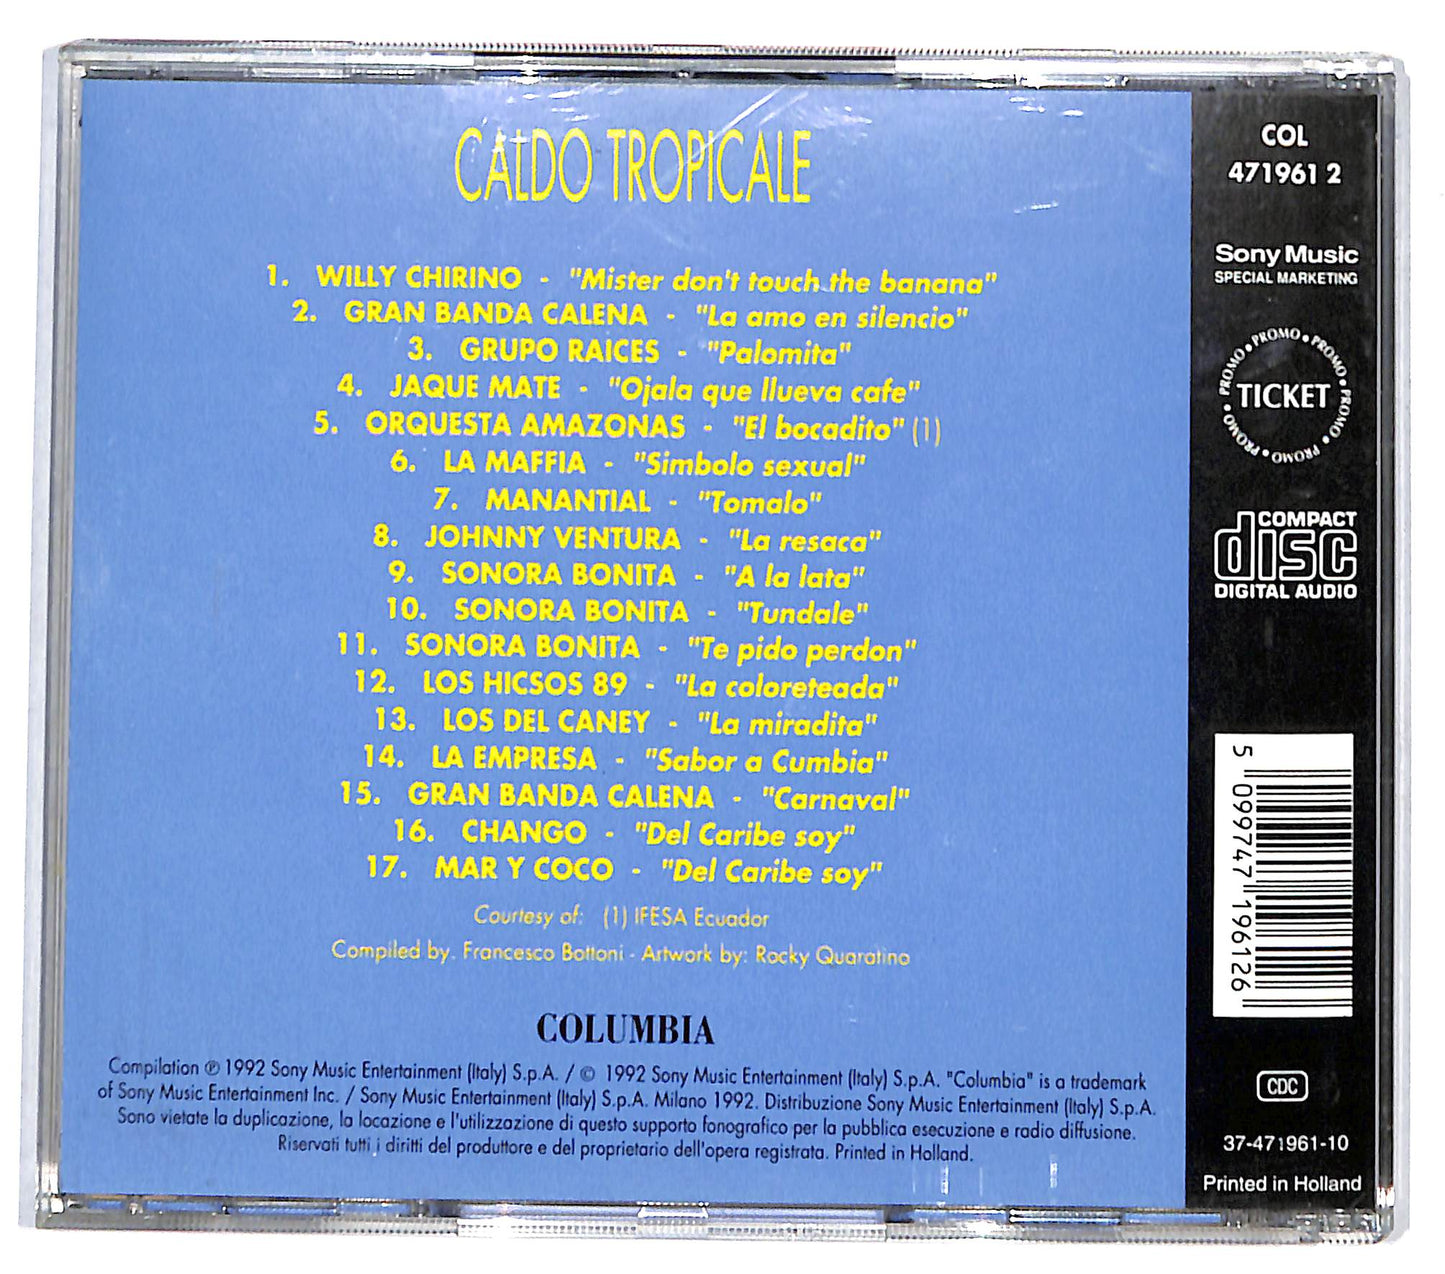 CALDO TROPICALE
1. WILLY CHIRINO - "Mister don't touch the banana"
2. GRAN BANDA CALENA - "La amo en silencio"
3. GRUPO RAICES - "Palomita"
4. JAQUE MATE - "Ojala que llueva cafe"
5. ORQUESTA AMAZONAS - "El bocadito" (1)
6. LA MAFFIA - "Simbolo sexual"
7. MANANTIAL - "Tomalo"
8. JOHNNY VENTURA - "La resaca"
9. SONORA BONITA - "A la lata"
10. SONORA BONITA - "Tundale"
11. SONORA BONITA - "Te pido perdon"
12. LOS HICSOS 89 - "La coloreteada"
13. LOS DEL CANEY - "La miradita"
14. LA EMPRESA - "Sabor a Cumbia"
15. GRAN BANDA CALENA - "Carnaval"
16. CHANGO - "Del Caribe soy"
17. MAR Y COCO - "Del Caribe soy"
Courtesy of: (1) IFESA Ecuador
Compiled by. Francesco Bottoni - Artwork by: Rocky Quaratino
COLUMBIA
Compilation ℗ 1992 Sony Music Entertainment (Italy) S.p.A. / © 1992 Sony Music Entertainment (Italy) S.p.A. "Columbia" is a trademark
of Sony Music Entertainment Inc. / Sony Music Entertainment (Italy) S.p.A. Milano 1992. Distribuzione Sony Music Entertainment (Italy) S.p.A.
Sono vietate la duplicazione, la locazione e l'utilizzazione di questo supporto fonografico per la pubblica esecuzione e radio diffusione.
Riservati tutti i diritti del produttore e del proprietario dell'opera registrata. Printed in Holland.
COL
471961 2
Sony Music
SPECIAL MARKETING
PROMO • PROMO • PROMO • PROMO • PROMO • PROMO •
TICKET
COMPACT
disc
DIGITAL AUDIO
5 099747 196126
CDC
37-471961-10
Printed in Holland